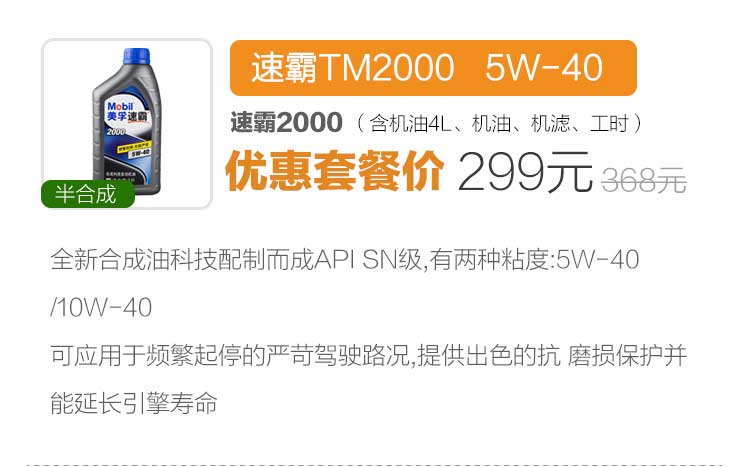 速霸TM2000 5W-40
Mobil
美孚速霸
2000
5W-40
半合成
速霸2000 ( 含机油4L、机油、机滤、工时 )
优惠套餐价 299元 368元
全新合成油科技配制而成API SN级,有两种粘度:5W-40
/10W-40
可应用于频繁起停的严苛驾驶路况,提供出色的抗 磨损保护并
能延长引擎寿命